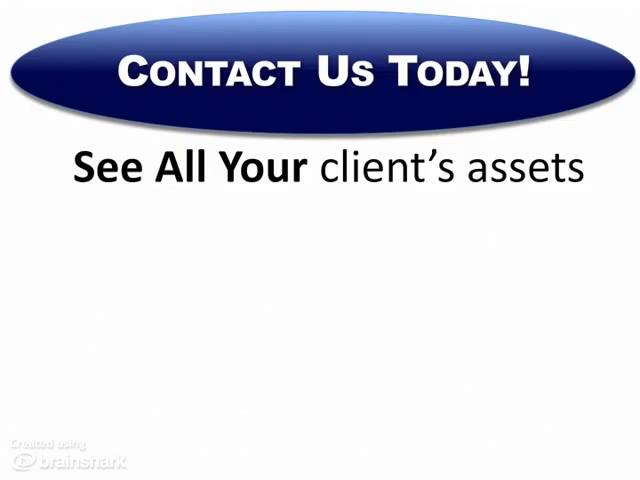 CONTACT US TODAY!
See All Your client's assets
Created using
brainshark